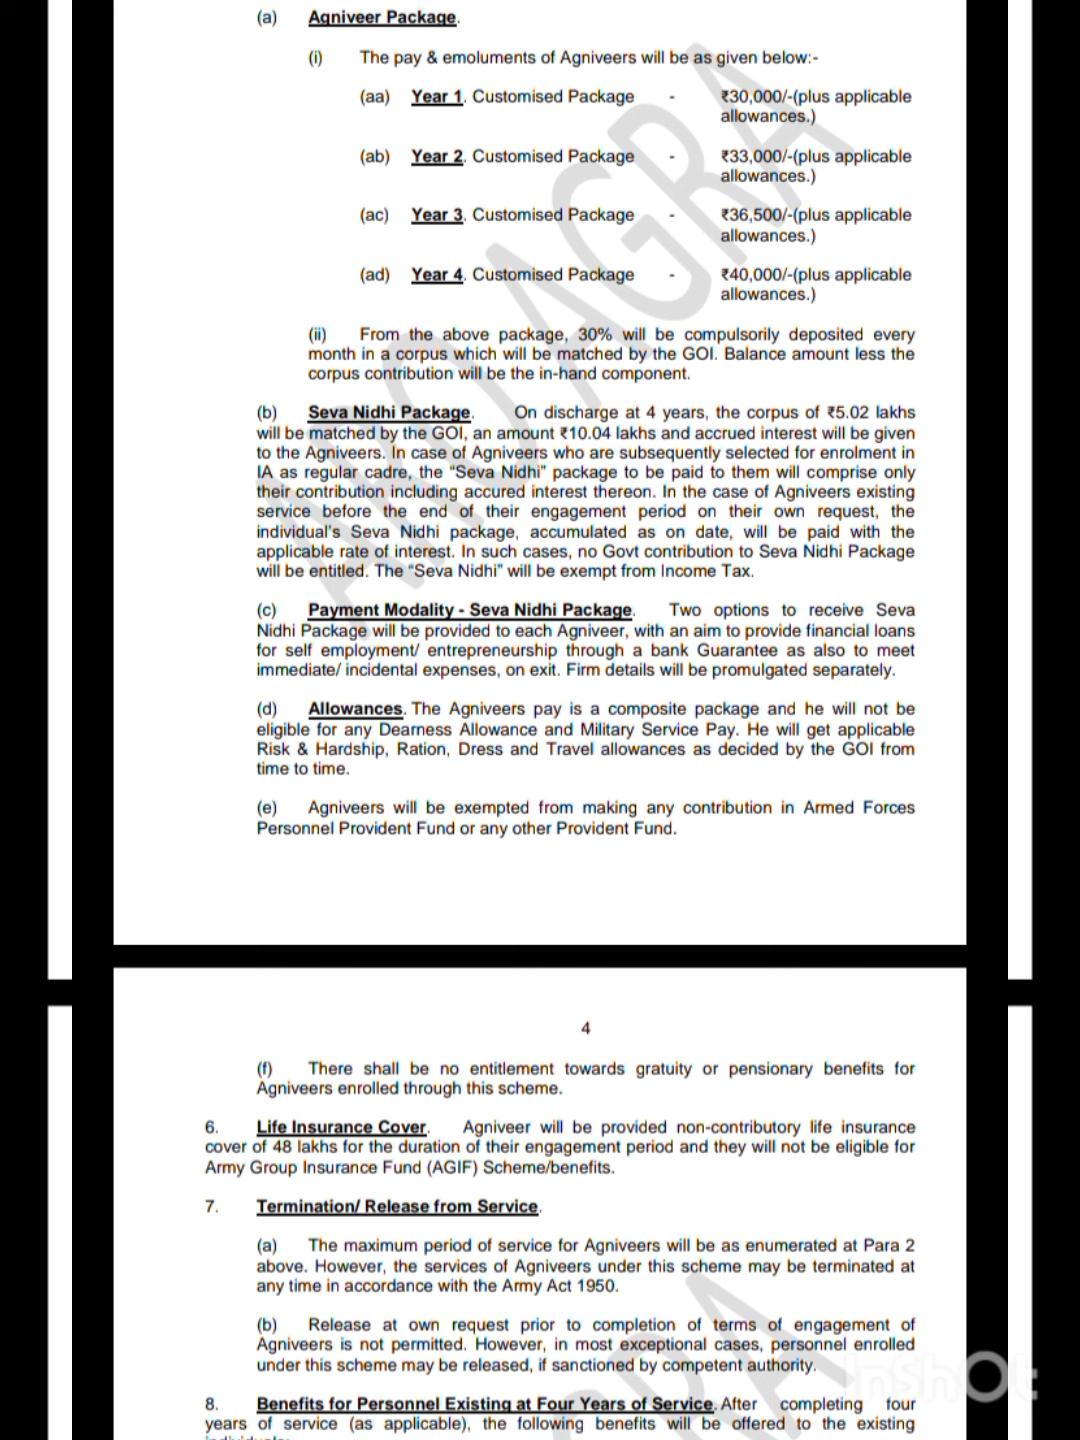 (a) Agniveer Package.
(i) The pay & emoluments of Agniveers will be as given below:-
(aa) Year 1. Customised Package - ₹30,000/-(plus applicable
allowances.)
(ab) Year 2. Customised Package - ₹33,000/-(plus applicable
allowances.)
(ac) Year 3. Customised Package - ₹36,500/-(plus applicable
allowances.)
(ad) Year 4. Customised Package - ₹40,000/-(plus applicable
allowances.)
(ii) From the above package, 30% will be compulsorily deposited every
month in a corpus which will be matched by the GOI. Balance amount less the
corpus contribution will be the in-hand component.
(b) Seva Nidhi Package. On discharge at 4 years, the corpus of ₹5.02 lakhs
will be matched by the GOI, an amount ₹10.04 lakhs and accrued interest will be given
to the Agniveers. In case of Agniveers who are subsequently selected for enrolment in
IA as regular cadre, the “Seva Nidhi” package to be paid to them will comprise only
their contribution including accured interest thereon. In the case of Agniveers existing
service before the end of their engagement period on their own request, the
individual's Seva Nidhi package, accumulated as on date, will be paid with the
applicable rate of interest. In such cases, no Govt contribution to Seva Nidhi Package
will be entitled. The “Seva Nidhi” will be exempt from Income Tax.
(c) Payment Modality - Seva Nidhi Package. Two options to receive Seva
Nidhi Package will be provided to each Agniveer, with an aim to provide financial loans
for self employment/ entrepreneurship through a bank Guarantee as also to meet
immediate/ incidental expenses, on exit. Firm details will be promulgated separately.
(d) Allowances. The Agniveers pay is a composite package and he will not be
eligible for any Dearness Allowance and Military Service Pay. He will get applicable
Risk & Hardship, Ration, Dress and Travel allowances as decided by the GOI from
time to time.
(e) Agniveers will be exempted from making any contribution in Armed Forces
Personnel Provident Fund or any other Provident Fund.
ARO AGRA
4
(f) There shall be no entitlement towards gratuity or pensionary benefits for
Agniveers enrolled through this scheme.
6. Life Insurance Cover. Agniveer will be provided non-contributory life insurance
cover of 48 lakhs for the duration of their engagement period and they will not be eligible for
Army Group Insurance Fund (AGIF) Scheme/benefits.
7. Termination/ Release from Service.
(a) The maximum period of service for Agniveers will be as enumerated at Para 2
above. However, the services of Agniveers under this scheme may be terminated at
any time in accordance with the Army Act 1950.
(b) Release at own request prior to completion of terms of engagement of
Agniveers is not permitted. However, in most exceptional cases, personnel enrolled
under this scheme may be released, if sanctioned by competent authority.
InShOt
8. Benefits for Personnel Existing at Four Years of Service. After completing four
years of service (as applicable), the following benefits will be offered to the existing